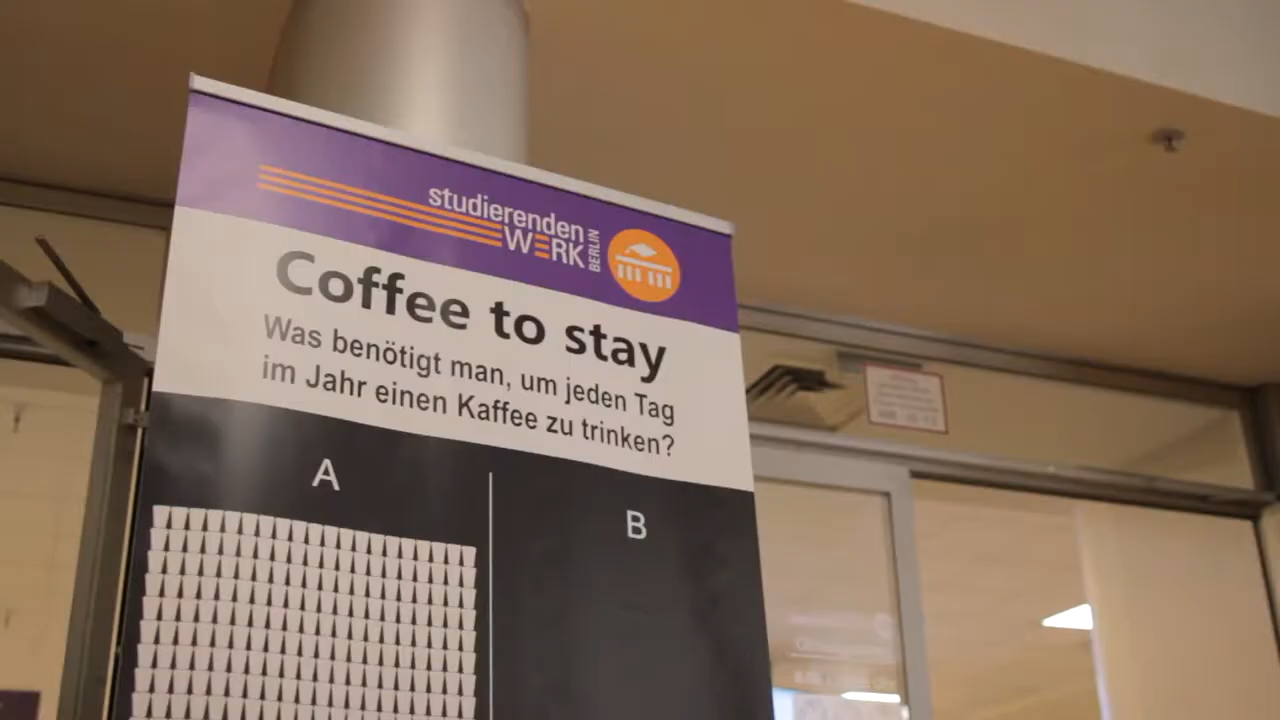 studierenden
WERK
BERLIN
Coffee to stay
Was benötigt man, um jeden Tag
im Jahr einen Kaffee zu trinken?
A
B